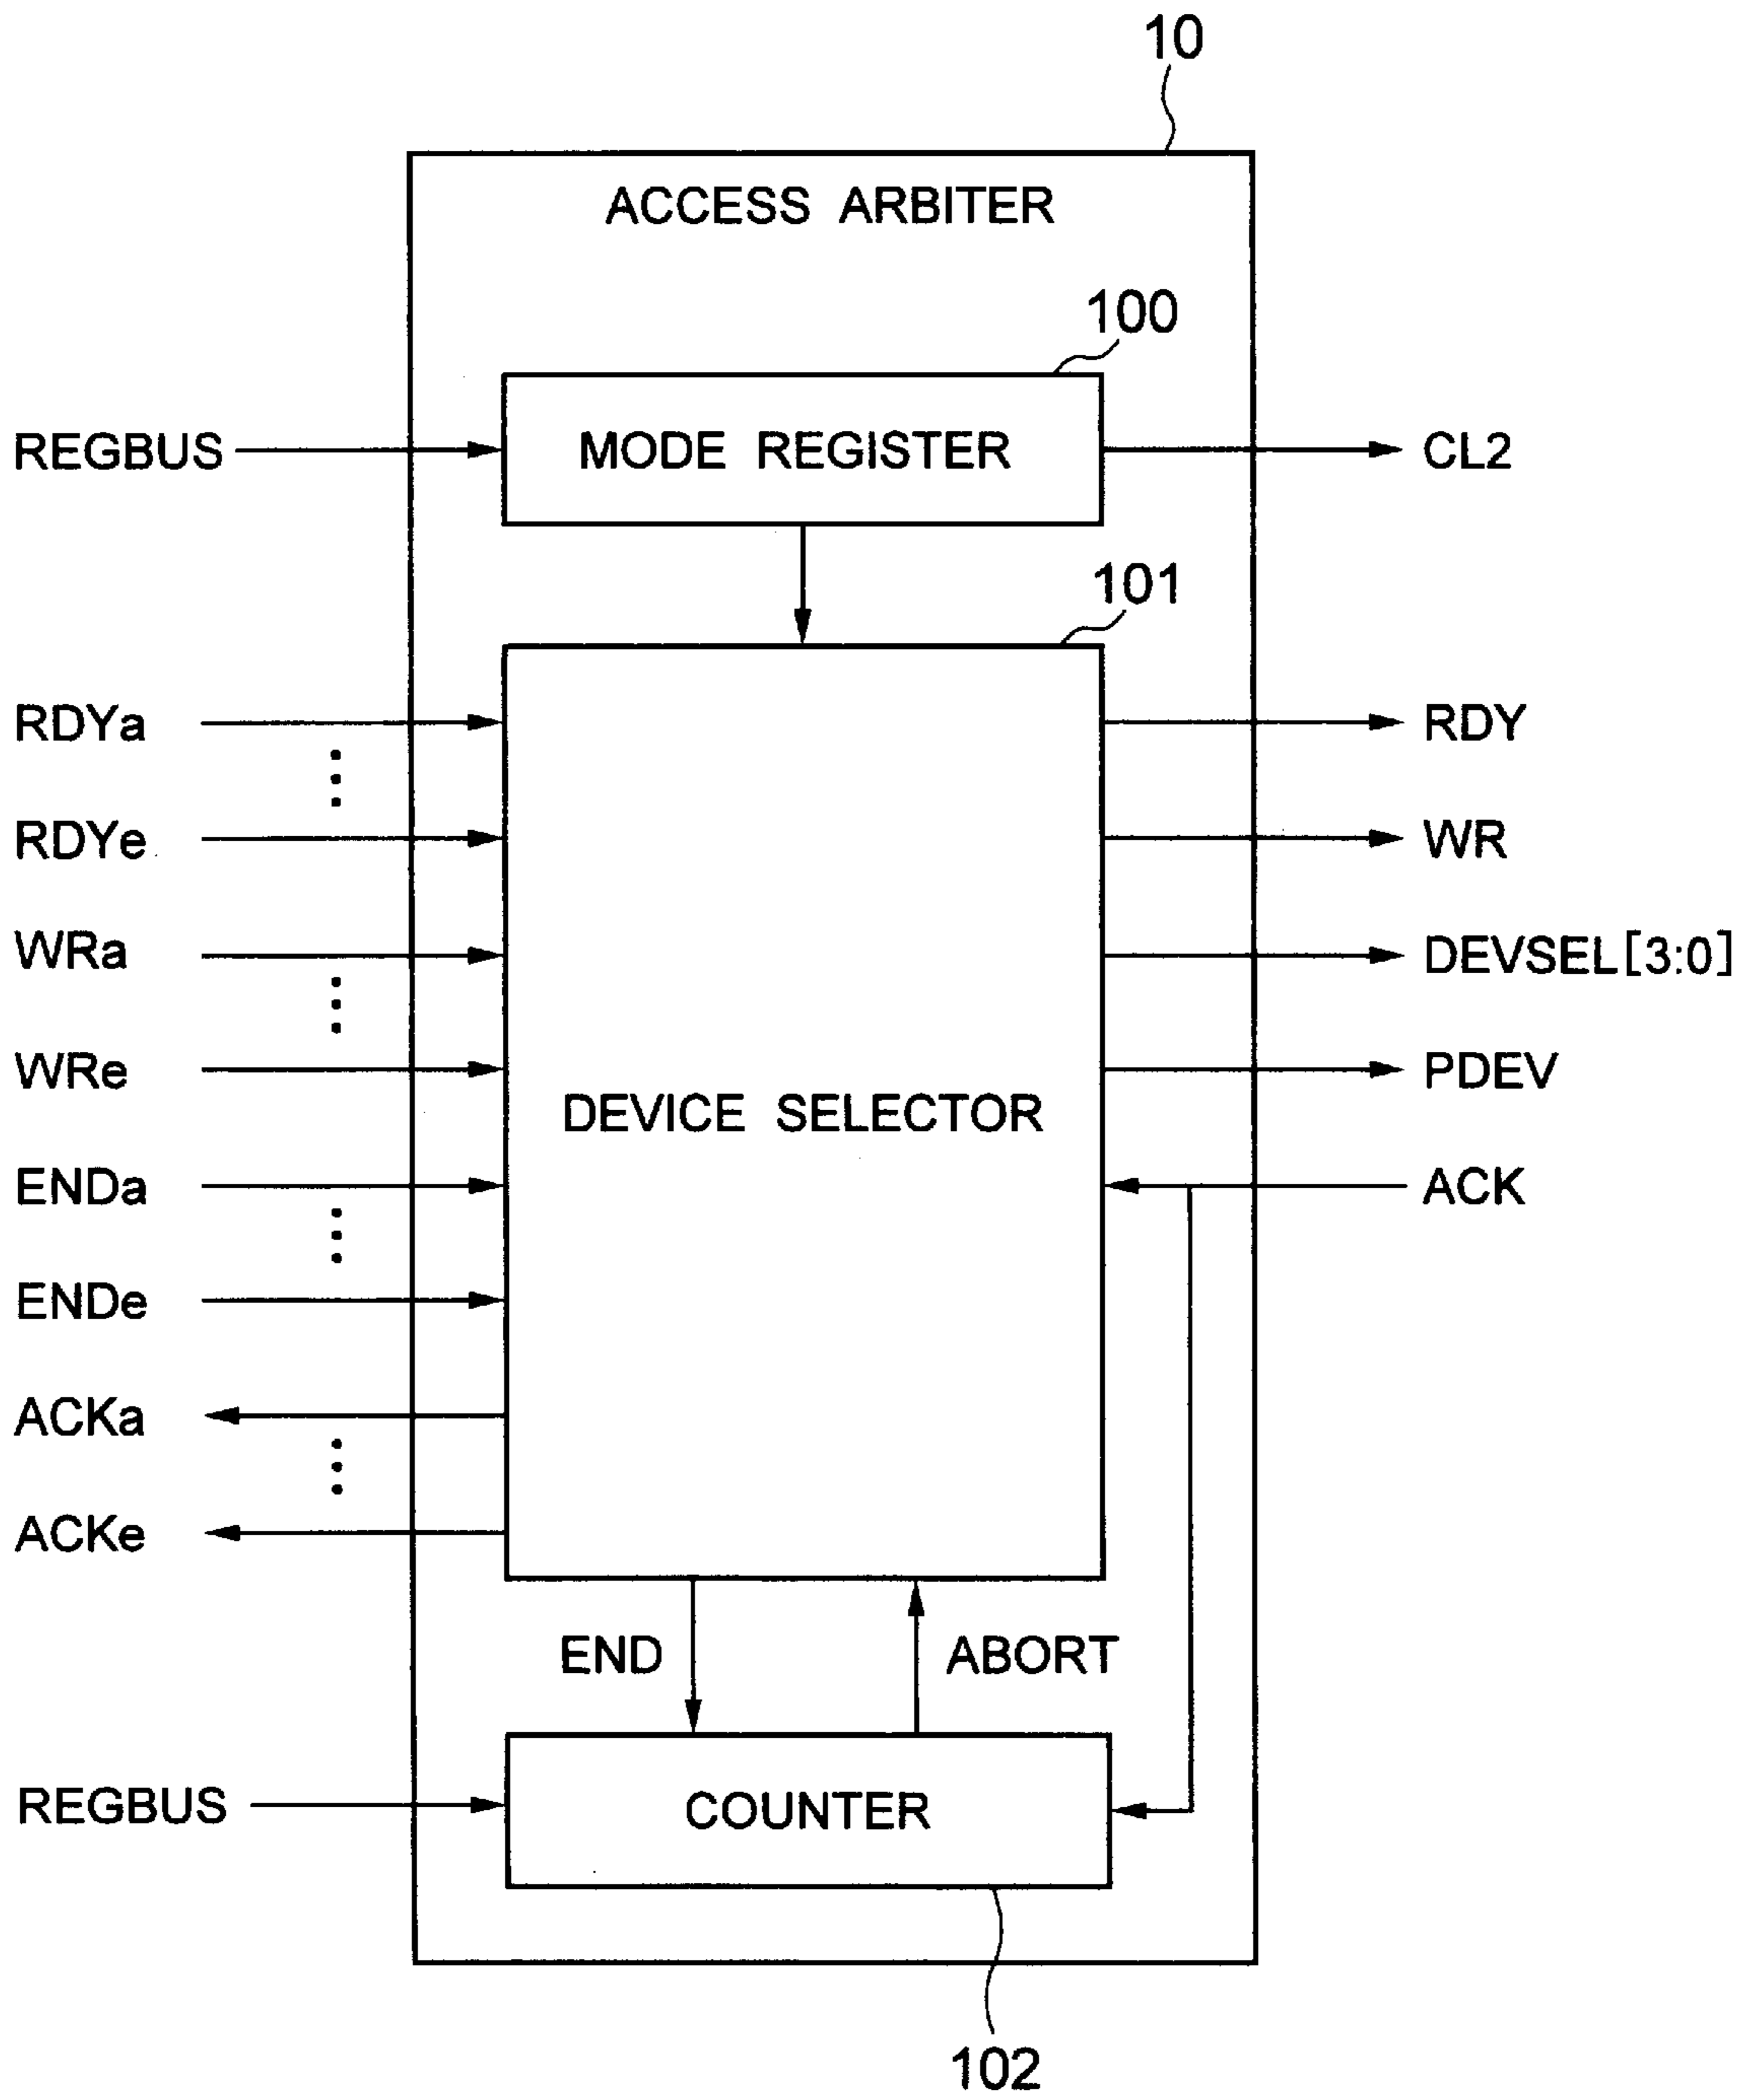 10
ACCESS ARBITER
100
REGBUS
MODE REGISTER
CL2
101
RDYa
RDY
RDYe
WR
WRa
DEVSEL[3:0]
WRe
PDEV
DEVICE SELECTOR
ENDa
ACK
ENDe
ACKa
ACKe
END
ABORT
REGBUS
COUNTER
102